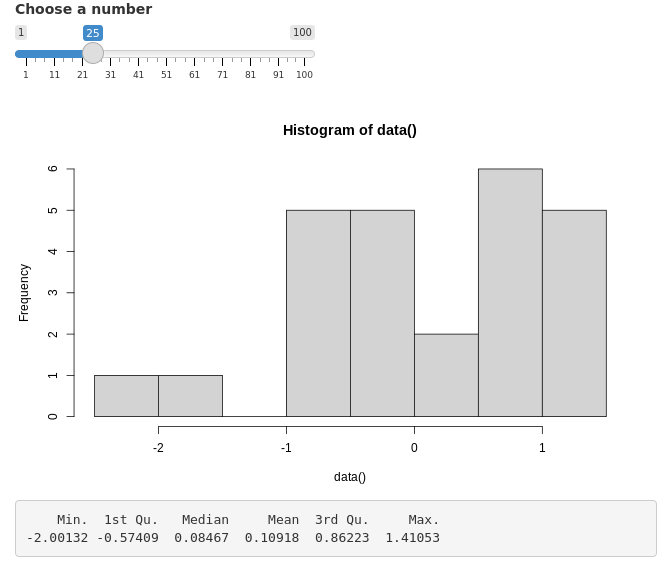 Choose a number
1 25 100
1 11 21 31 41 51 61 71 81 91 100
Histogram of data()
6
5
4
3
2
1
0
Frequency
-2 -1 0 1
data()
Min. 1st Qu. Median Mean 3rd Qu. Max.
-2.00132 -0.57409 0.08467 0.10918 0.86223 1.41053